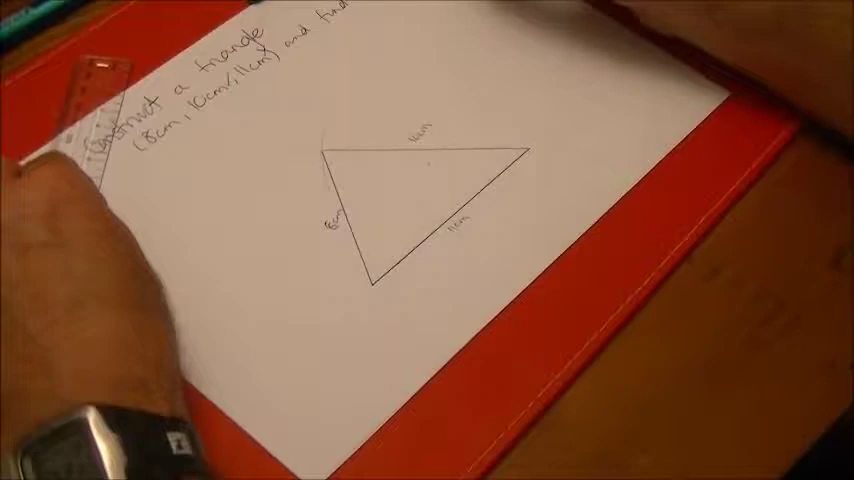 Construct a triangle
(8cm, 10cm, 11cm) and find
10cm
8cm
11cm